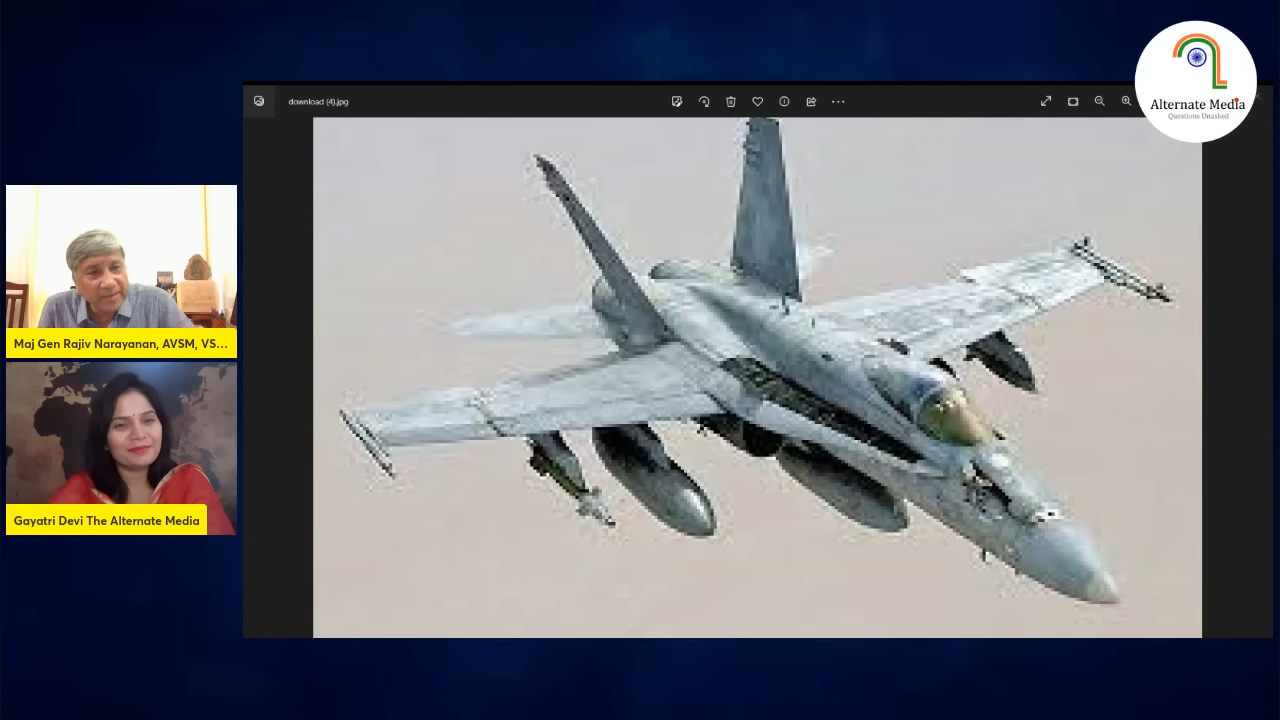 download (4).jpg
Alternate Media
Questions Unasked
Maj Gen Rajiv Narayanan, AVSM, VS...
Gayatri Devi The Alternate Media